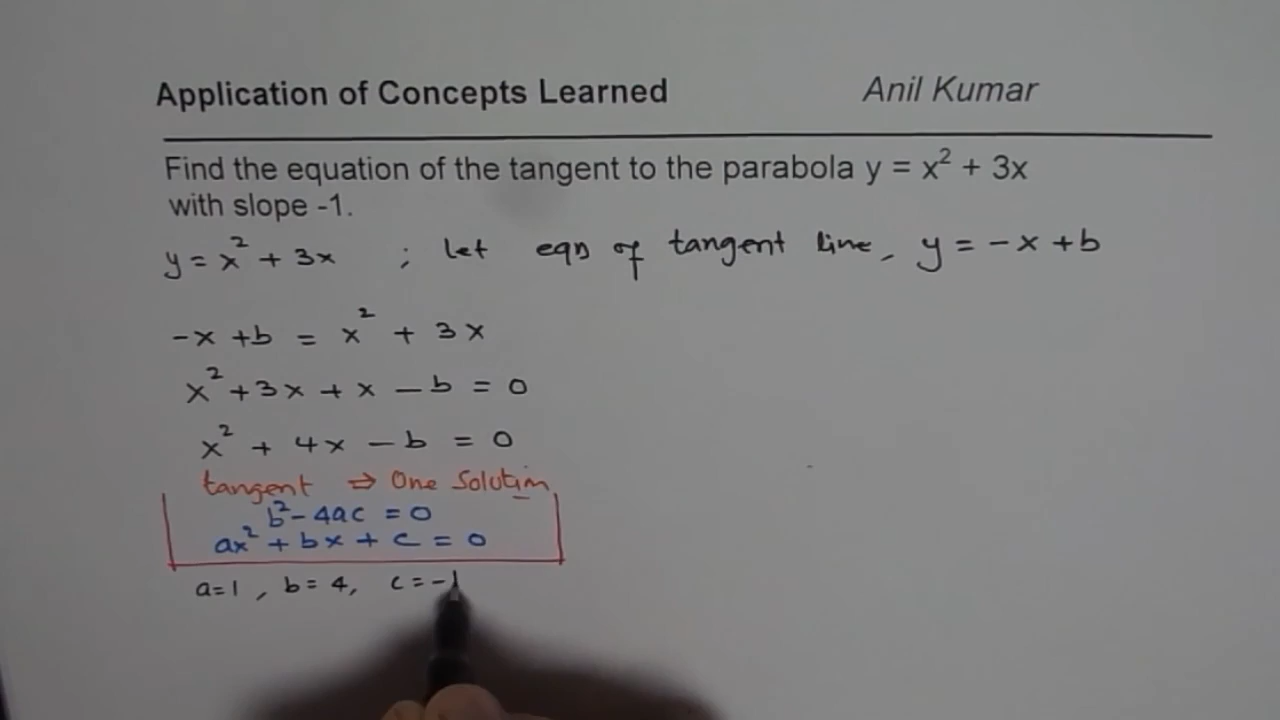 Application of Concepts Learned Anil Kumar
Find the equation of the tangent to the parabola y = x² + 3x
with slope -1.
y = x² + 3x ; let eqn of tangent line, y = -x + b
-x + b = x² + 3x
x² + 3x + x - b = 0
x² + 4x - b = 0
tangent ⇒ One Solution
b² - 4ac = 0
ax² + bx + c = 0
a=1, b=4, c=-